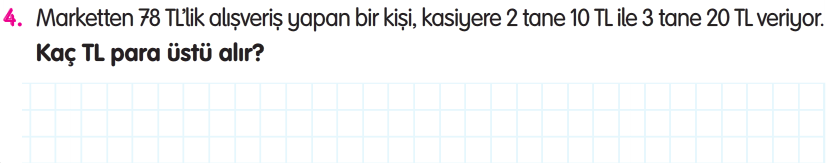 4. Marketten 78 TL'lik alışveriş yapan bir kişi, kasiyere 2 tane 10 TL ile 3 tane 20 TL veriyor.
Kaç TL para üstü alır?